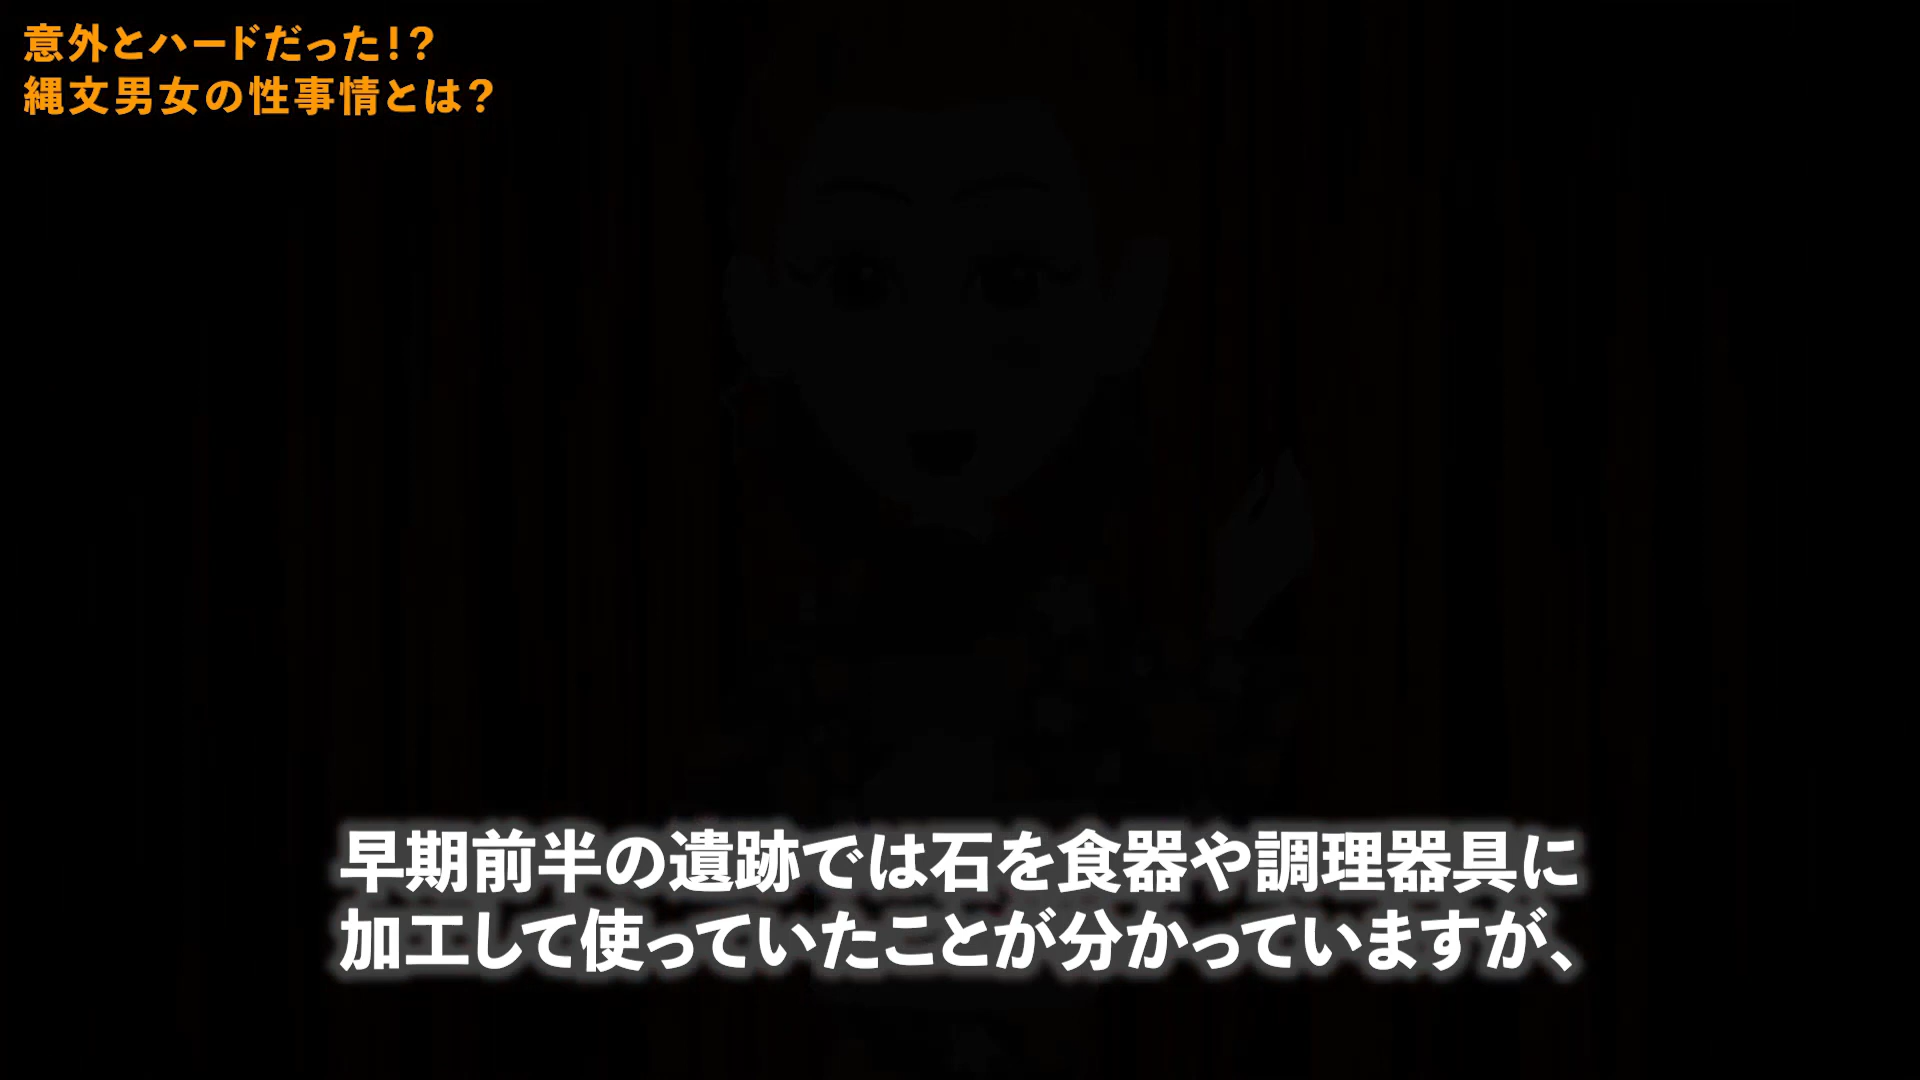 意外とハードだった！？
縄文男女の性事情とは？
早期前半の遺跡では石を食器や調理器具に
加工して使っていたことが分かっていますが、